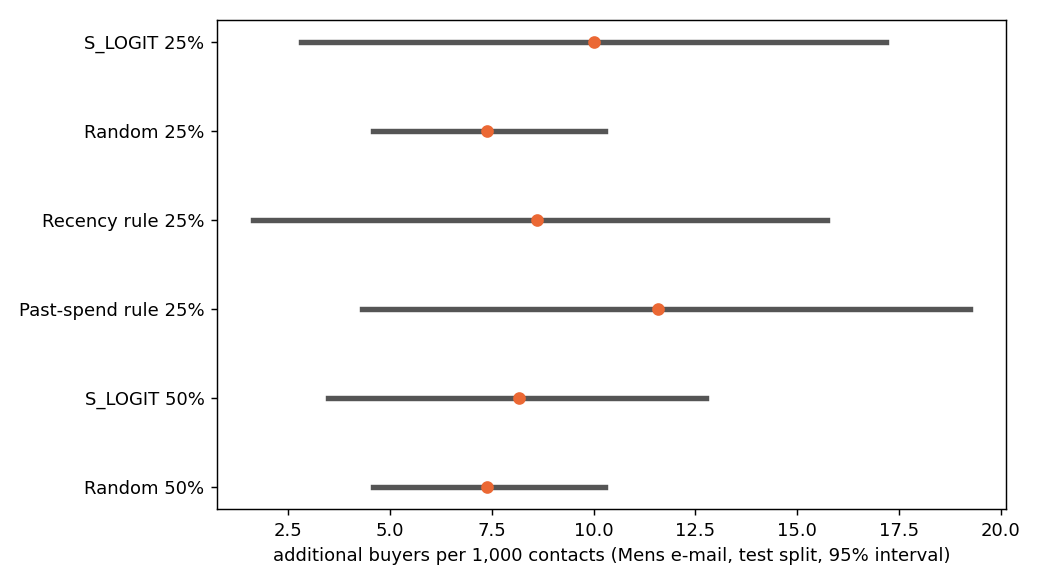 S_LOGIT 25%
Random 25%
Recency rule 25%
Past-spend rule 25%
S_LOGIT 50%
Random 50%
2.5 5.0 7.5 10.0 12.5 15.0 17.5 20.0
additional buyers per 1,000 contacts (Mens e-mail, test split, 95% interval)